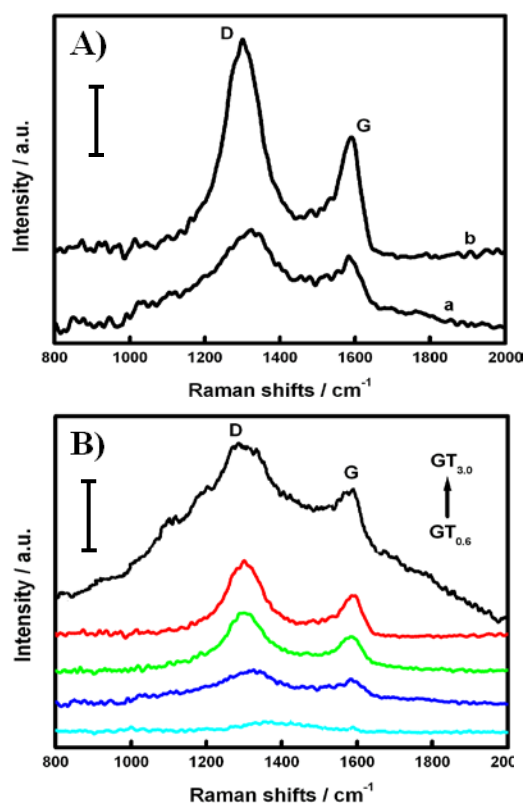 A)
D
G
b
a
Intensity / a.u.
800 1000 1200 1400 1600 1800 2000
Raman shifts / cm⁻¹
B)
D
G
GT3.0
GT0.6
Intensity / a.u.
800 1000 1200 1400 1600 1800 200
Raman shifts / cm⁻¹